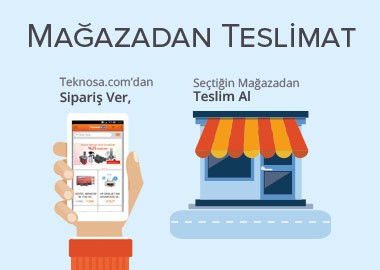 Mağazadan Teslimat
Teknosa.com'dan
Sipariş Ver,
Seçtiğin Mağazadan
Teslim Al